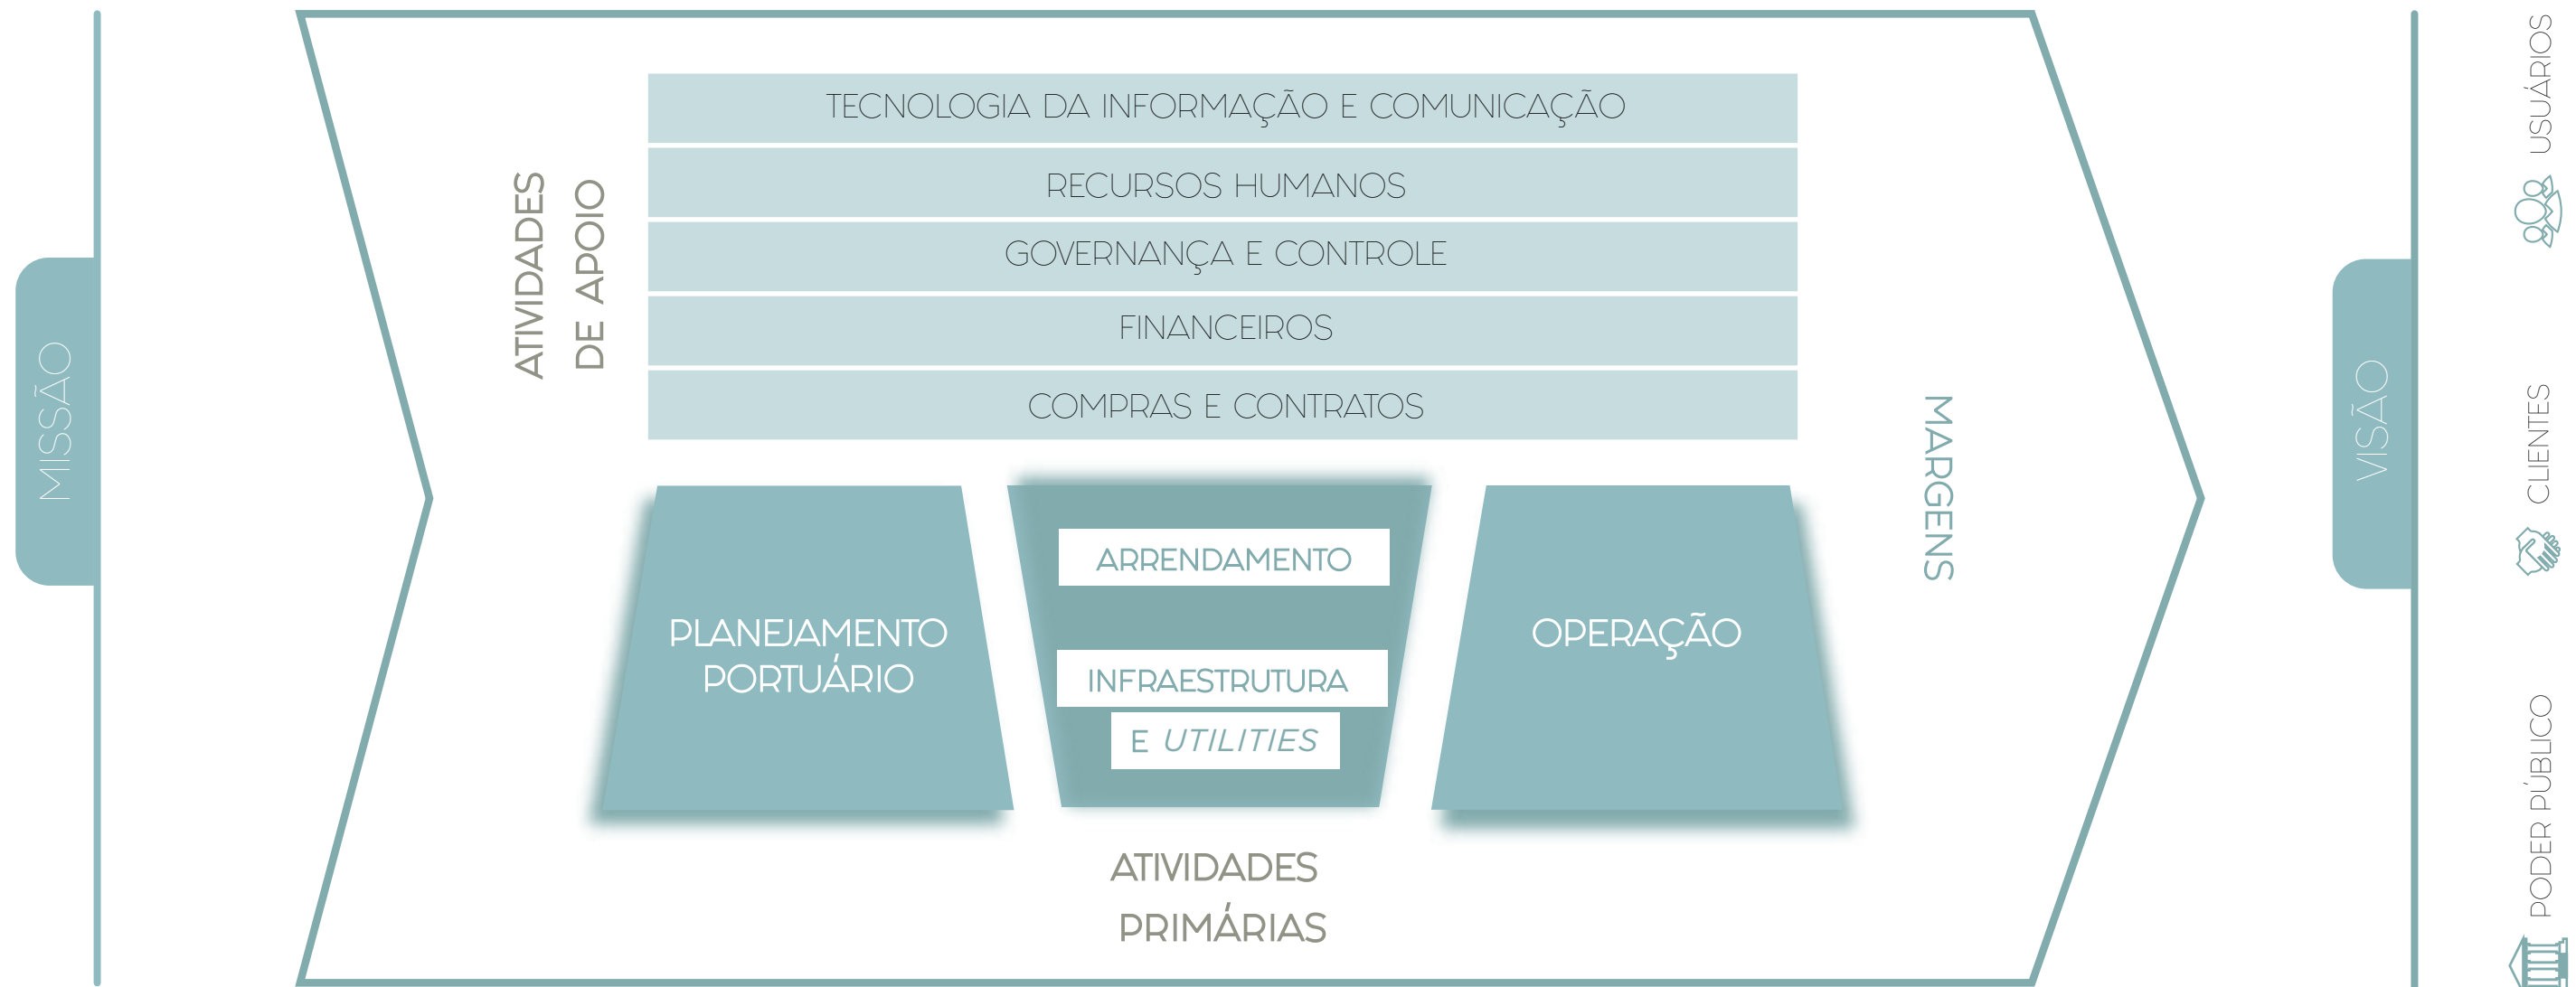 MISSÃO
ATIVIDADES
DE APOIO
TECNOLOGIA DA INFORMAÇÃO E COMUNICAÇÃO
RECURSOS HUMANOS
GOVERNANÇA E CONTROLE
FINANCEIROS
COMPRAS E CONTRATOS
PLANEJAMENTO
PORTUÁRIO
ARRENDAMENTO
INFRAESTRUTURA
E UTILITIES
OPERAÇÃO
ATIVIDADES
PRIMÁRIAS
MARGENS
VISÃO
USUÁRIOS
CLIENTES
PODER PÚBLICO